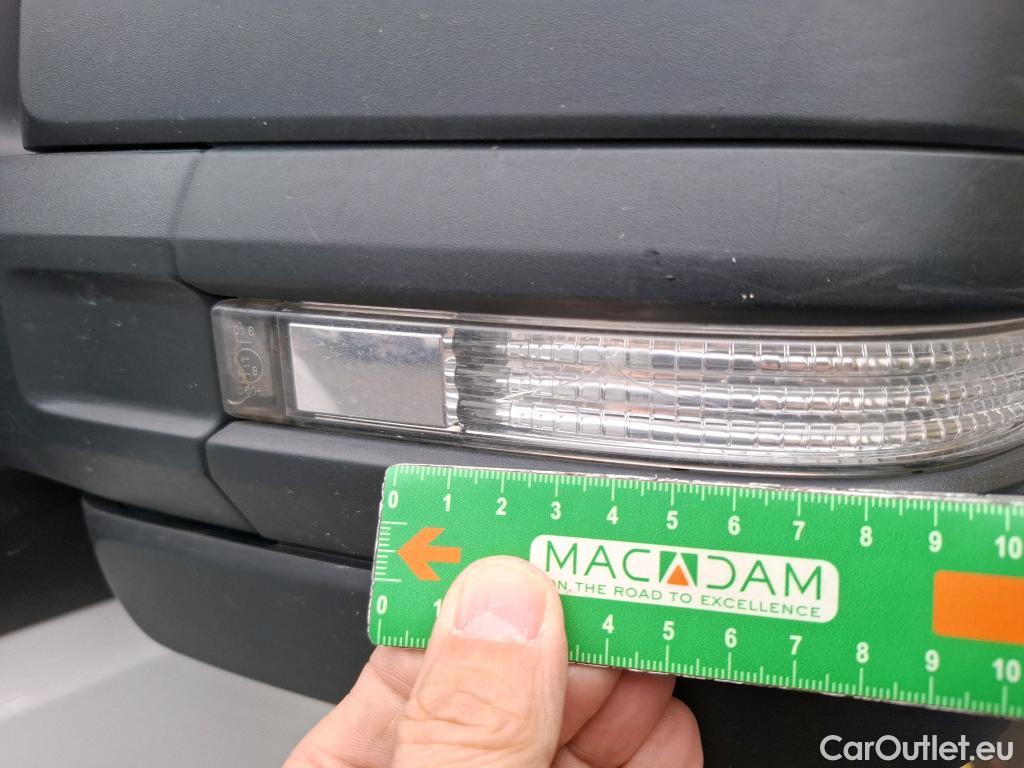 0 1 2 3 4 5 6 7 8 9 10
MACADAM
ON THE ROAD TO EXCELLENCE
0 1 4 5 6 7 8 9 10
CarOutlet.eu